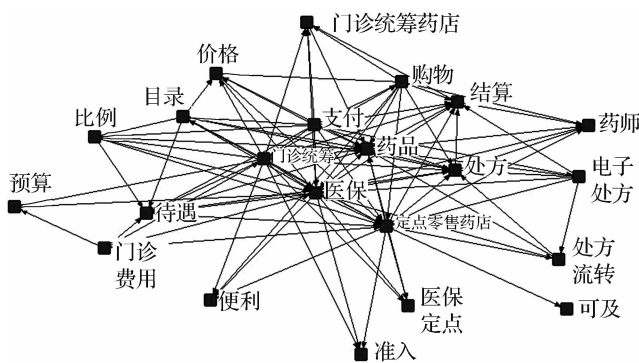 门诊统筹药店
价格
购物
目录
结算
比例
支付
药师
药品
门诊统筹
处方
电子
处方
预算
医保
待遇
定点零售药店
门诊
费用
处方
流转
便利
医保
定点
可及
准入